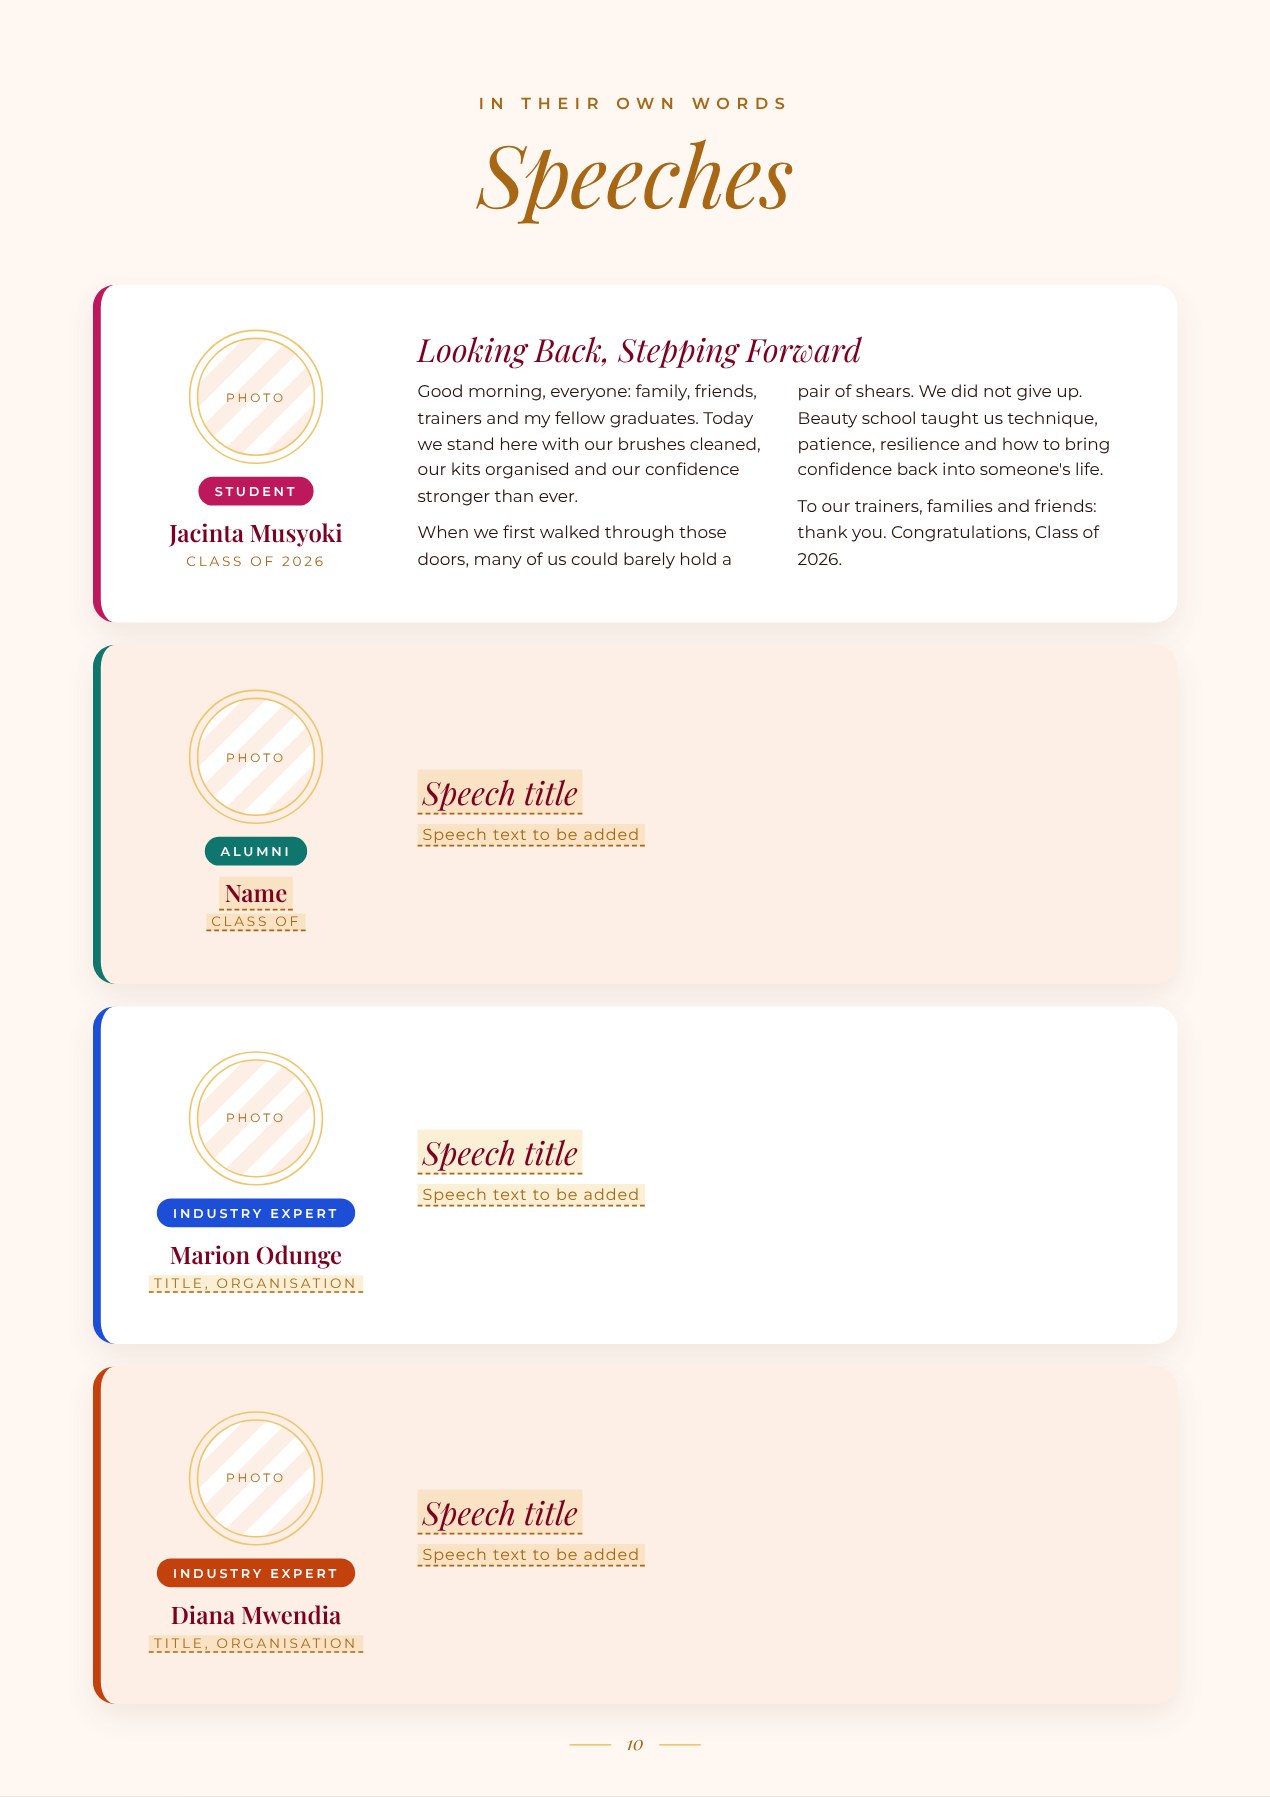 IN THEIR OWN WORDS
Speeches
PHOTO
STUDENT
Jacinta Musyoki
CLASS OF 2026
Looking Back, Stepping Forward
Good morning, everyone: family, friends,
trainers and my fellow graduates. Today
we stand here with our brushes cleaned,
our kits organised and our confidence
stronger than ever.
When we first walked through those
doors, many of us could barely hold a
pair of shears. We did not give up.
Beauty school taught us technique,
patience, resilience and how to bring
confidence back into someone's life.
To our trainers, families and friends:
thank you. Congratulations, Class of
2026.
PHOTO
ALUMNI
Name
CLASS OF
Speech title
Speech text to be added
PHOTO
INDUSTRY EXPERT
Marion Odunge
TITLE, ORGANISATION
Speech title
Speech text to be added
PHOTO
INDUSTRY EXPERT
Diana Mwendia
TITLE, ORGANISATION
Speech title
Speech text to be added
10